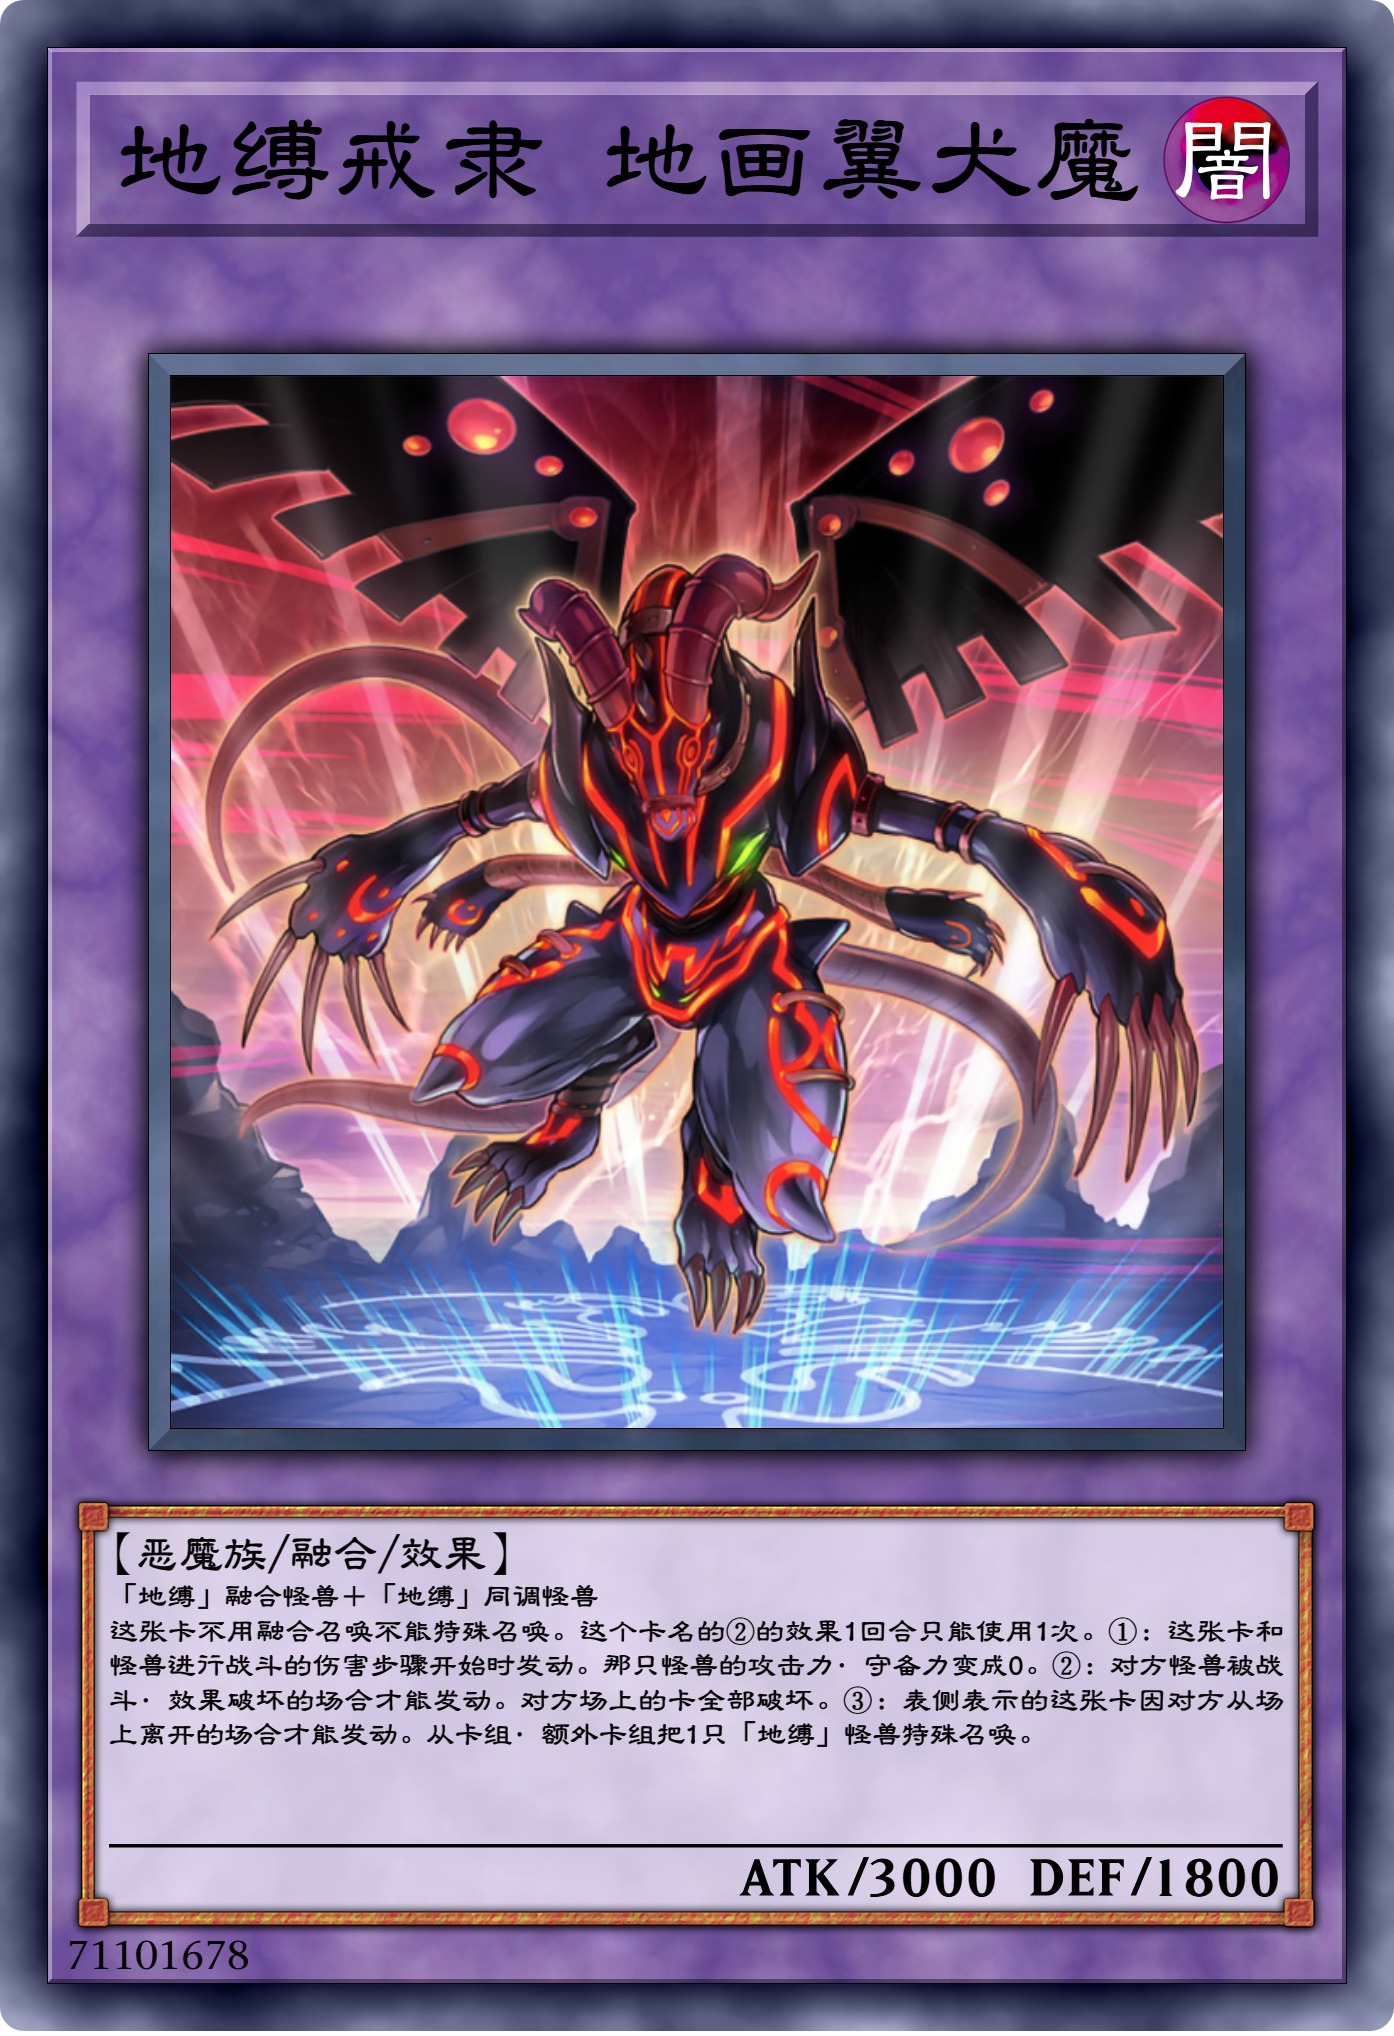 地缚戒隶 地画翼犬魔 闇
【恶魔族/融合/效果】
「地缚」融合怪兽＋「地缚」同调怪兽
这张卡不用融合召唤不能特殊召唤。这个卡名的②的效果1回合只能使用1次。①：这张卡和
怪兽进行战斗的伤害步骤开始时发动。那只怪兽的攻击力·守备力变成0。②：对方怪兽被战
斗·效果破坏的场合才能发动。对方场上的卡全部破坏。③：表侧表示的这张卡因对方从场
上离开的场合才能发动。从卡组·额外卡组把1只「地缚」怪兽特殊召唤。
ATK/3000 DEF/1800
71101678